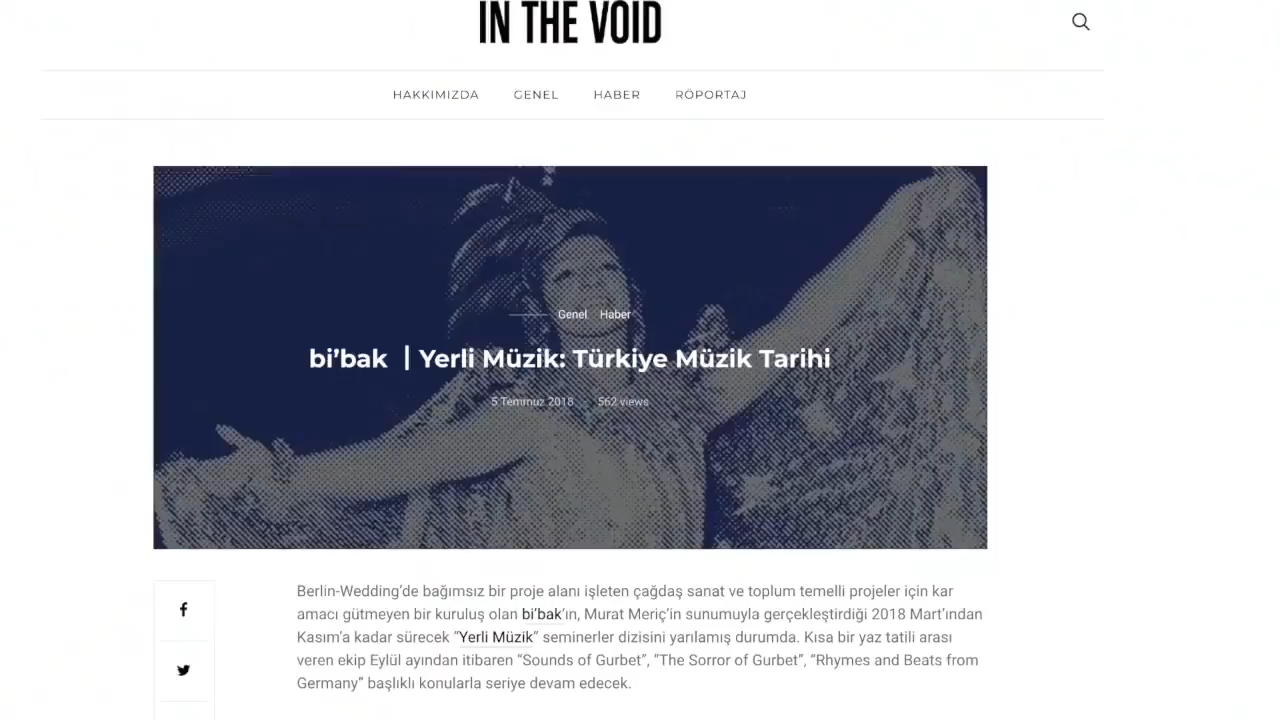 IN THE VOID
HAKKIMIZDA GENEL HABER RÖPORTAJ
Genel Haber
bi’bak | Yerli Müzik: Türkiye Müzik Tarihi
5 Temmuz 2018 562 views
Berlin-Wedding’de bağımsız bir proje alanı işleten çağdaş sanat ve toplum temelli projeler için kar
amacı gütmeyen bir kuruluş olan bi’bak’ın, Murat Meriç’in sunumuyla gerçekleştirdiği 2018 Mart’ından
Kasım’a kadar sürecek “Yerli Müzik” seminerler dizisini yarılamış durumda. Kısa bir yaz tatili arası
veren ekip Eylül ayından itibaren “Sounds of Gurbet”, “The Sorror of Gurbet”, “Rhymes and Beats from
Germany” başlıklı konularla seriye devam edecek.